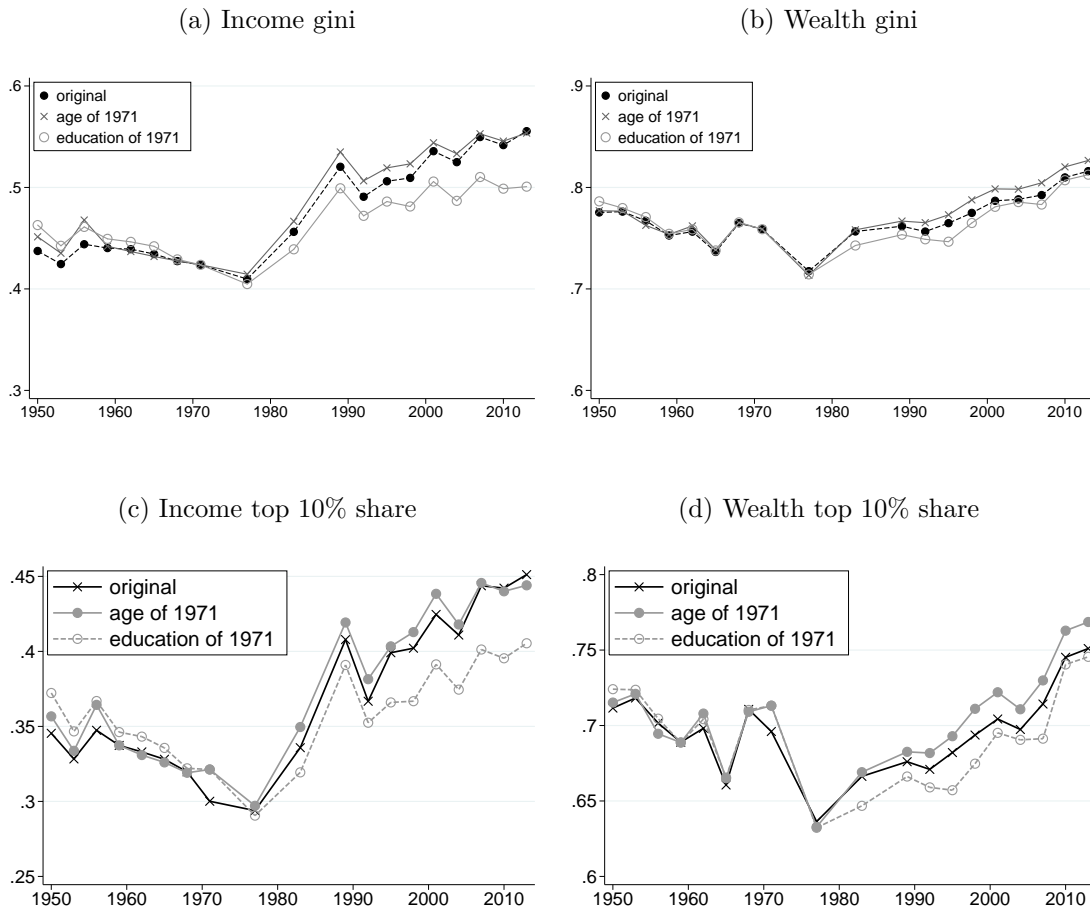 (a) Income gini
.6
.5
.4
.3
original
age of 1971
education of 1971
1950 1960 1970 1980 1990 2000 2010
(b) Wealth gini
.9
.8
.7
.6
original
age of 1971
education of 1971
1950 1960 1970 1980 1990 2000 2010
(c) Income top 10% share
.45
.4
.35
.3
.25
original
age of 1971
education of 1971
1950 1960 1970 1980 1990 2000 2010
(d) Wealth top 10% share
.8
.75
.7
.65
.6
original
age of 1971
education of 1971
1950 1960 1970 1980 1990 2000 2010